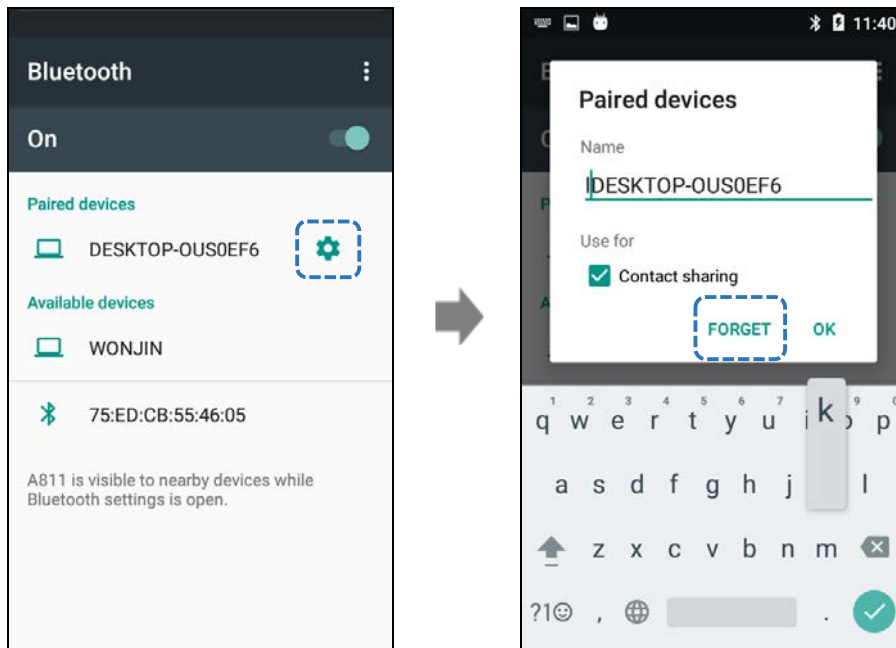 Bluetooth
On
Paired devices
DESKTOP-OUS0EF6
Available devices
WONJIN
75:ED:CB:55:46:05
A811 is visible to nearby devices while
Bluetooth settings is open.
11:40
Paired devices
Name
DESKTOP-OUS0EF6
Use for
Contact sharing
FORGET OK
1 2 3 4 5 6 7 9 0
q w e r t y u i k p
a s d f g h j l
z x c v b n m
?1☺ , .